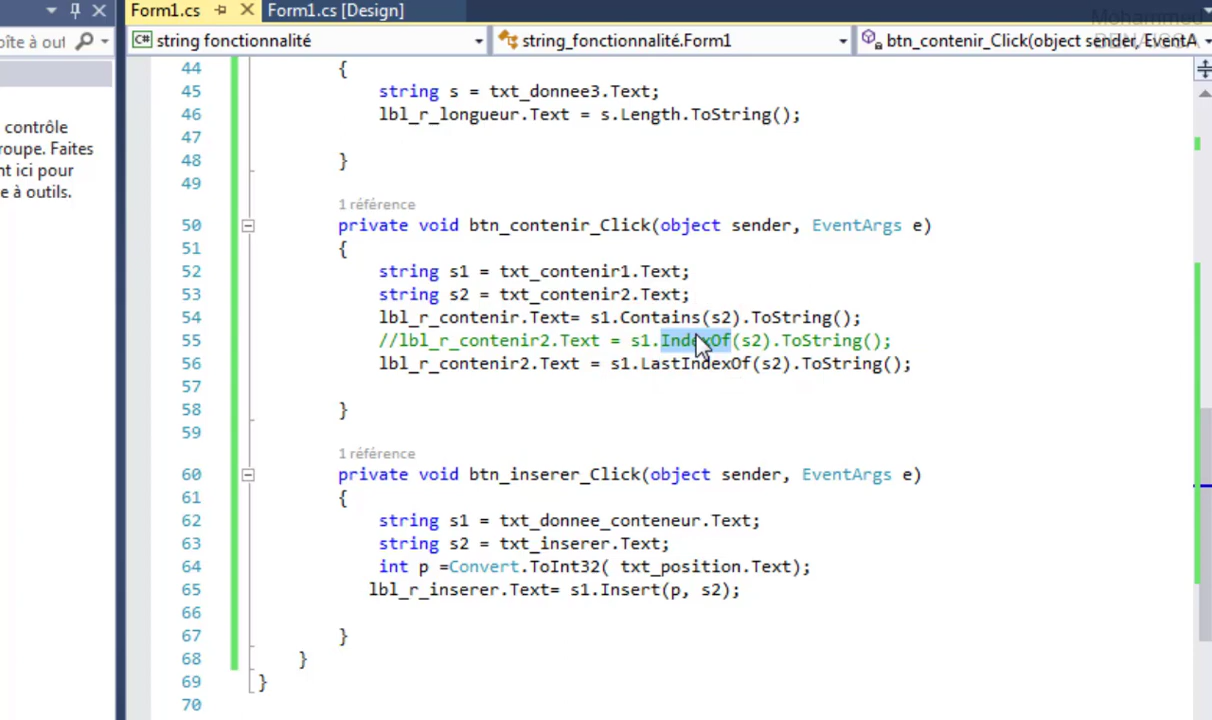 Form1.cs
Form1.cs [Design]
Mohammed
BENAISSA
oîte à out
string fonctionnalité
string_fonctionnalité.Form1
btn_contenir_Click(object sender, EventA
contrôle
roupe. Faites
nt ici pour
e à outils.
44 {
45 string s = txt_donnee3.Text;
46 lbl_r_longueur.Text = s.Length.ToString();
47
48 }
49
1 référence
50 private void btn_contenir_Click(object sender, EventArgs e)
51 {
52 string s1 = txt_contenir1.Text;
53 string s2 = txt_contenir2.Text;
54 lbl_r_contenir.Text= s1.Contains(s2).ToString();
55 //lbl_r_contenir2.Text = s1.IndexOf(s2).ToString();
56 lbl_r_contenir2.Text = s1.LastIndexOf(s2).ToString();
57
58 }
59
1 référence
60 private void btn_inserer_Click(object sender, EventArgs e)
61 {
62 string s1 = txt_donnee_conteneur.Text;
63 string s2 = txt_inserer.Text;
64 int p =Convert.ToInt32( txt_position.Text);
65 lbl_r_inserer.Text= s1.Insert(p, s2);
66
67 }
68 }
69 }
70